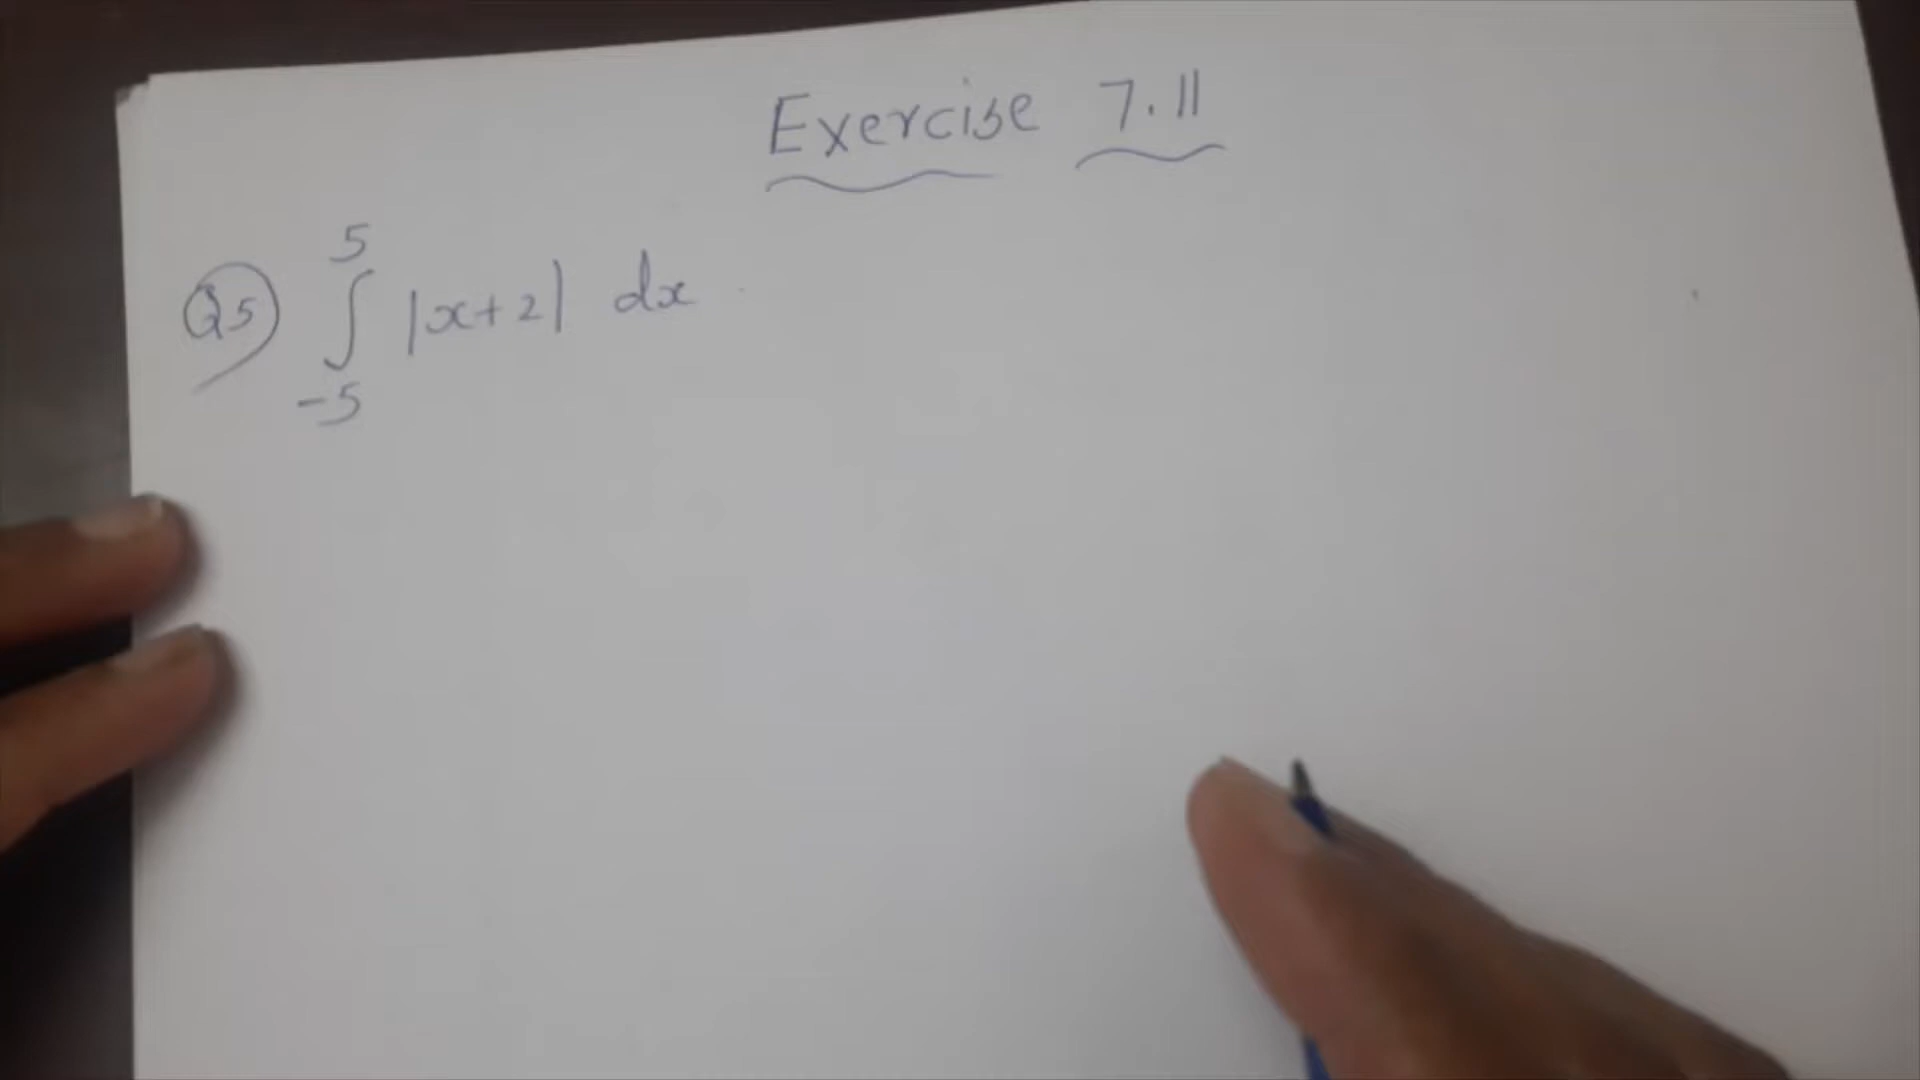 Exercise 7.11
Q5) ∫_{-5}^{5} |x+2| dx.